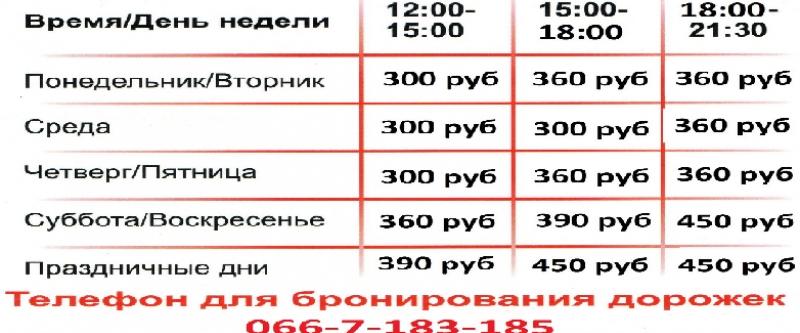 Время/День недели 12:00-15:00 15:00-18:00 18:00-21:30
Понедельник/Вторник 300 руб 360 руб 360 руб
Среда 300 руб 300 руб 360 руб
Четверг/Пятница 300 руб 360 руб 360 руб
Суббота/Воскресенье 360 руб 390 руб 450 руб
Праздничные дни 390 руб 450 руб 450 руб
Телефон для бронирования дорожек
066-7-183-185